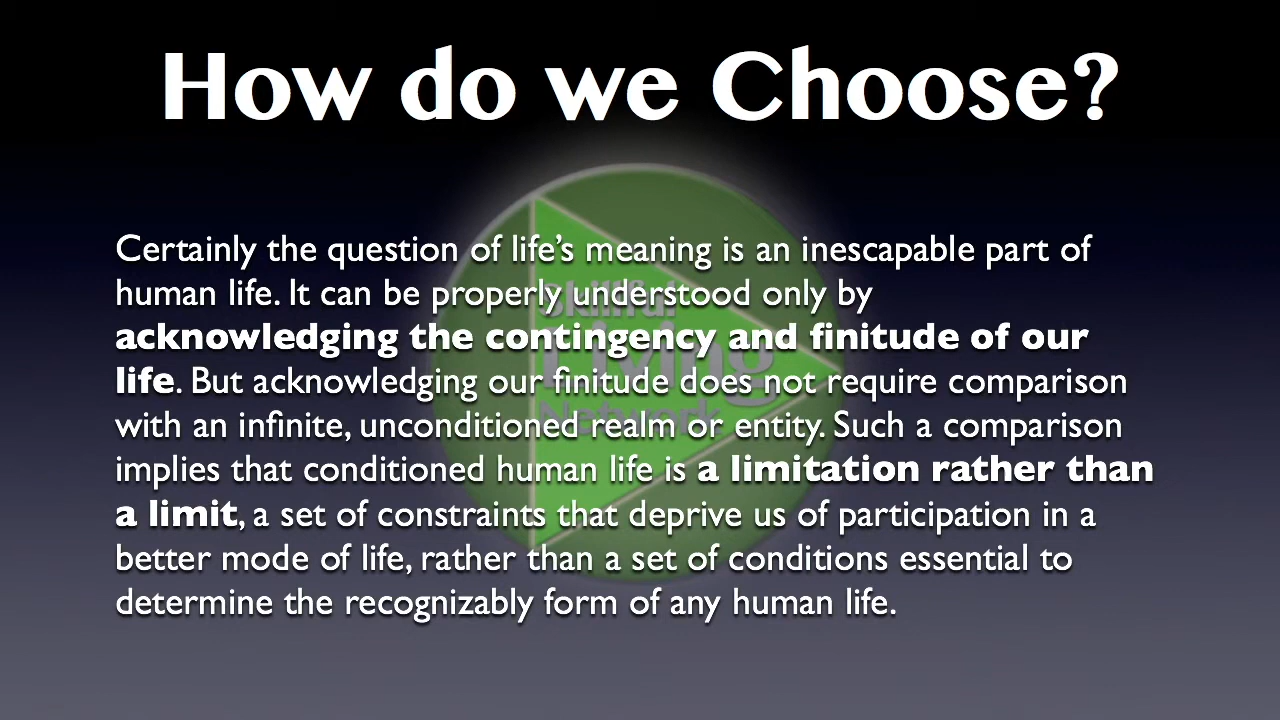 How do we Choose?
Certainly the question of life's meaning is an inescapable part of
human life. It can be properly understood only by
acknowledging the contingency and finitude of our
life. But acknowledging our finitude does not require comparison
with an infinite, unconditioned realm or entity. Such a comparison
implies that conditioned human life is a limitation rather than
a limit, a set of constraints that deprive us of participation in a
better mode of life, rather than a set of conditions essential to
determine the recognizably form of any human life.
Skillful
Living
Network